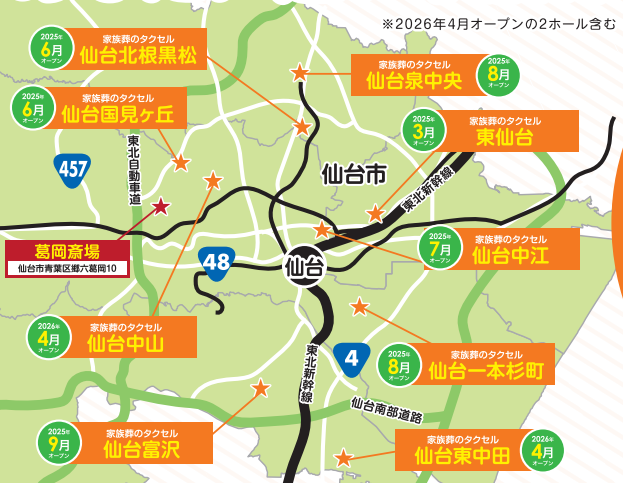 ※2026年4月オープンの2ホール含む
2025年
6月
オープン
家族葬のタクセル
仙台北根黒松
2025年
6月
オープン
家族葬のタクセル
仙台国見ヶ丘
家族葬のタクセル
仙台泉中央
2025年
8月
オープン
2025年
3月
オープン
家族葬のタクセル
東仙台
457
東北自動車道
仙台市
東北新幹線
葛岡斎場
仙台市青葉区郷六葛岡10
48
仙台
2025年
7月
オープン
家族葬のタクセル
仙台中江
2026年
4月
オープン
家族葬のタクセル
仙台中山
東北新幹線
4
2025年
8月
オープン
家族葬のタクセル
仙台一本杉町
仙台南部道路
2025年
9月
オープン
家族葬のタクセル
仙台富沢
家族葬のタクセル
仙台東中田
2026年
4月
オープン